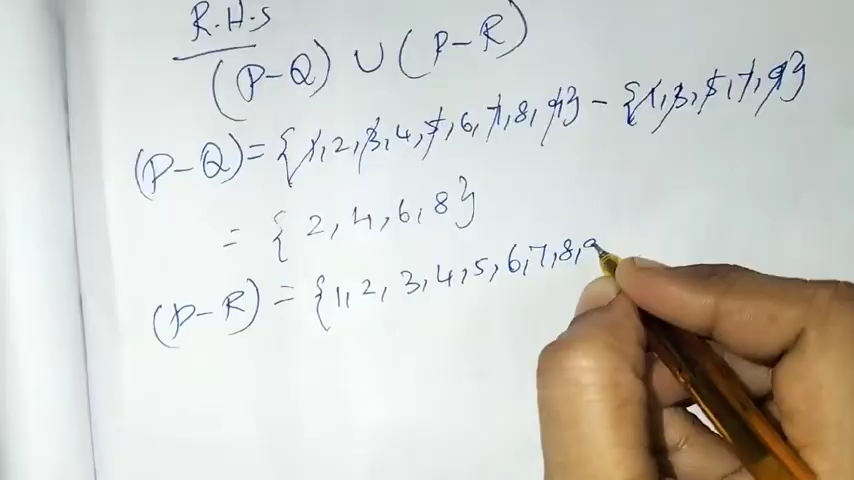 R.H.S
(P-Q) ∪ (P-R)
(P-Q) = {1, 2, 3, 4, 5, 6, 7, 8, 9} - {1, 3, 5, 7, 9}
= {2, 4, 6, 8}
(P-R) = {1, 2, 3, 4, 5, 6, 7, 8, 9